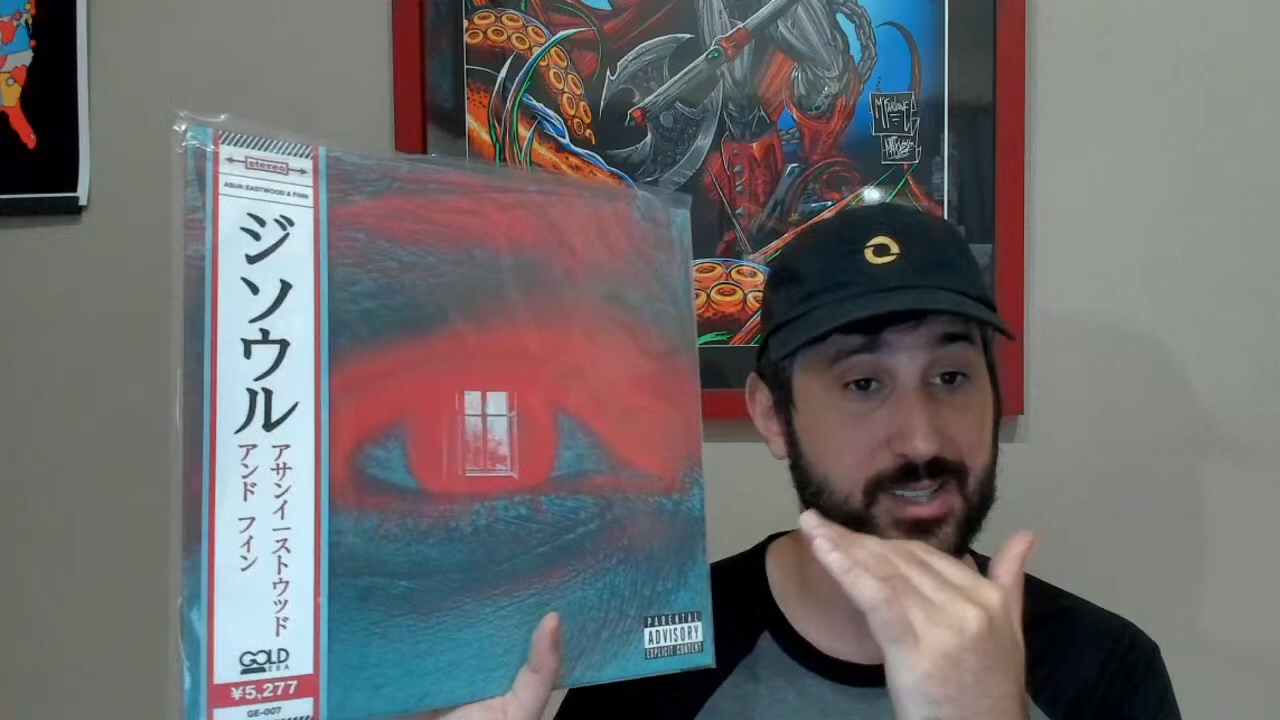 stereo
ASUN EASTWOOD & FINN
ジソウル
アサンイーストウッド
アンド フィン
GOLD
ERA
¥5,277
GE-007
PARENTAL
ADVISORY
EXPLICIT CONTENT